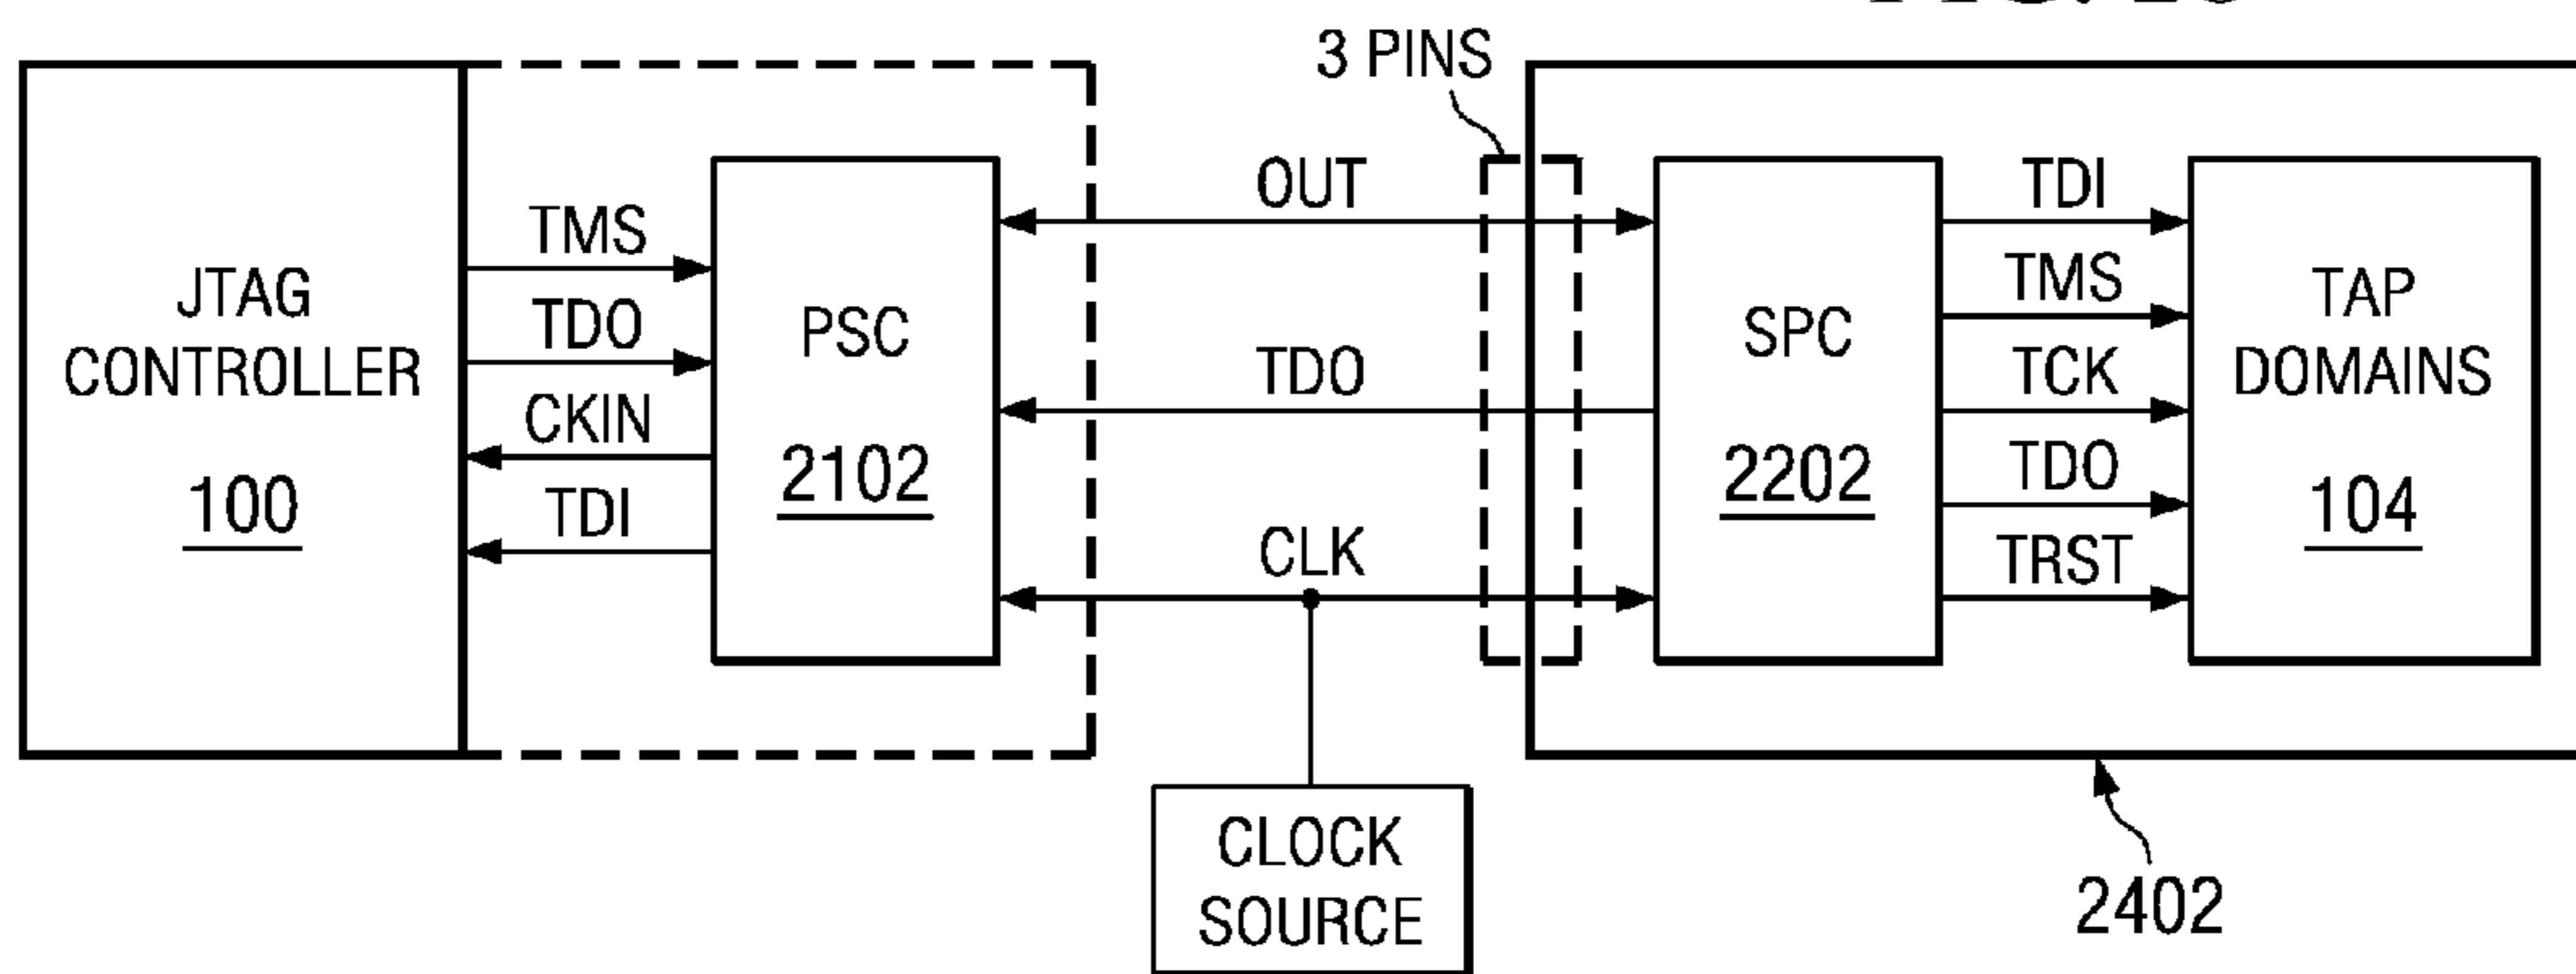 3 PINS
JTAG
CONTROLLER
100
TMS
TDO
CKIN
TDI
PSC
2102
OUT
TDO
CLK
SPC
2202
TDI
TMS
TCK
TDO
TRST
TAP
DOMAINS
104
CLOCK
SOURCE
2402